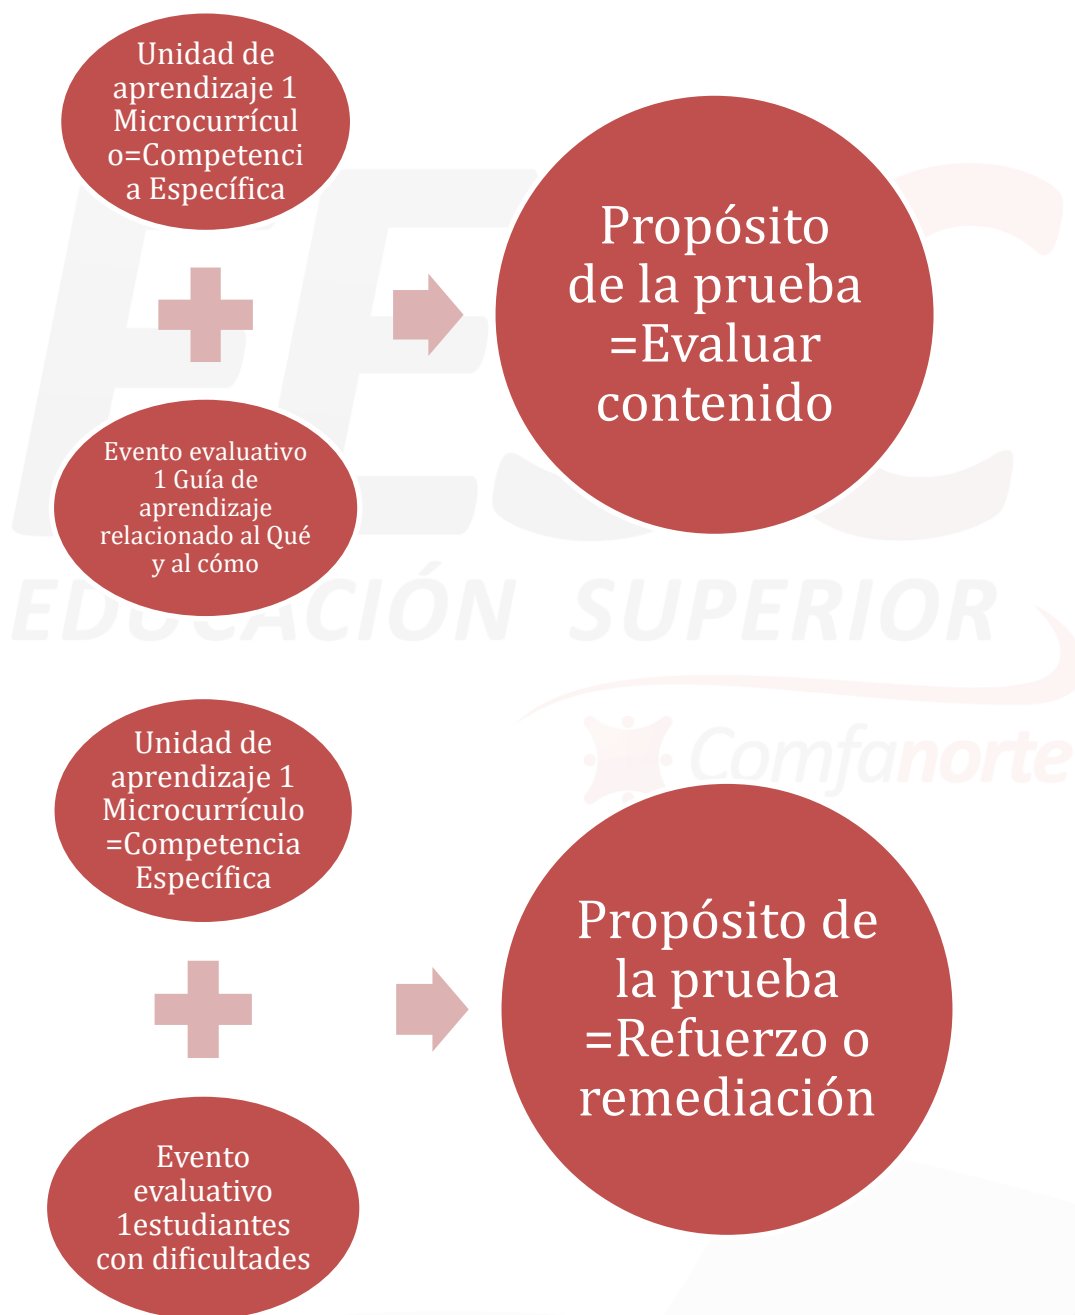 Unidad de
aprendizaje 1
Microcurrícul
o=Competenci
a Específica
Propósito
de la prueba
=Evaluar
contenido
Evento evaluativo
1 Guía de
aprendizaje
relacionado al Qué
y al cómo
EDUCACIÓN SUPERIOR
Comfanorte
Unidad de
aprendizaje 1
Microcurrículo
=Competencia
Específica
Propósito de
la prueba
=Refuerzo o
remediación
Evento
evaluativo
1estudiantes
con dificultades